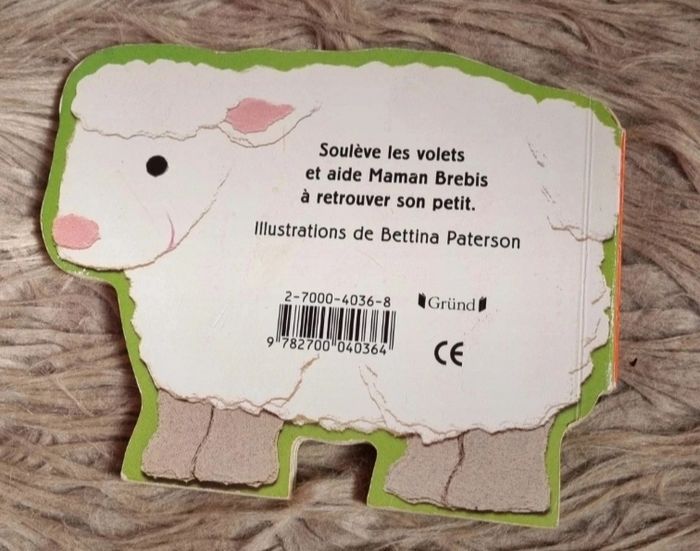 Soulève les volets
et aide Maman Brebis
à retrouver son petit.
Illustrations de Bettina Paterson
2-7000-4036-8
Gründ
9 782700 040364
CE